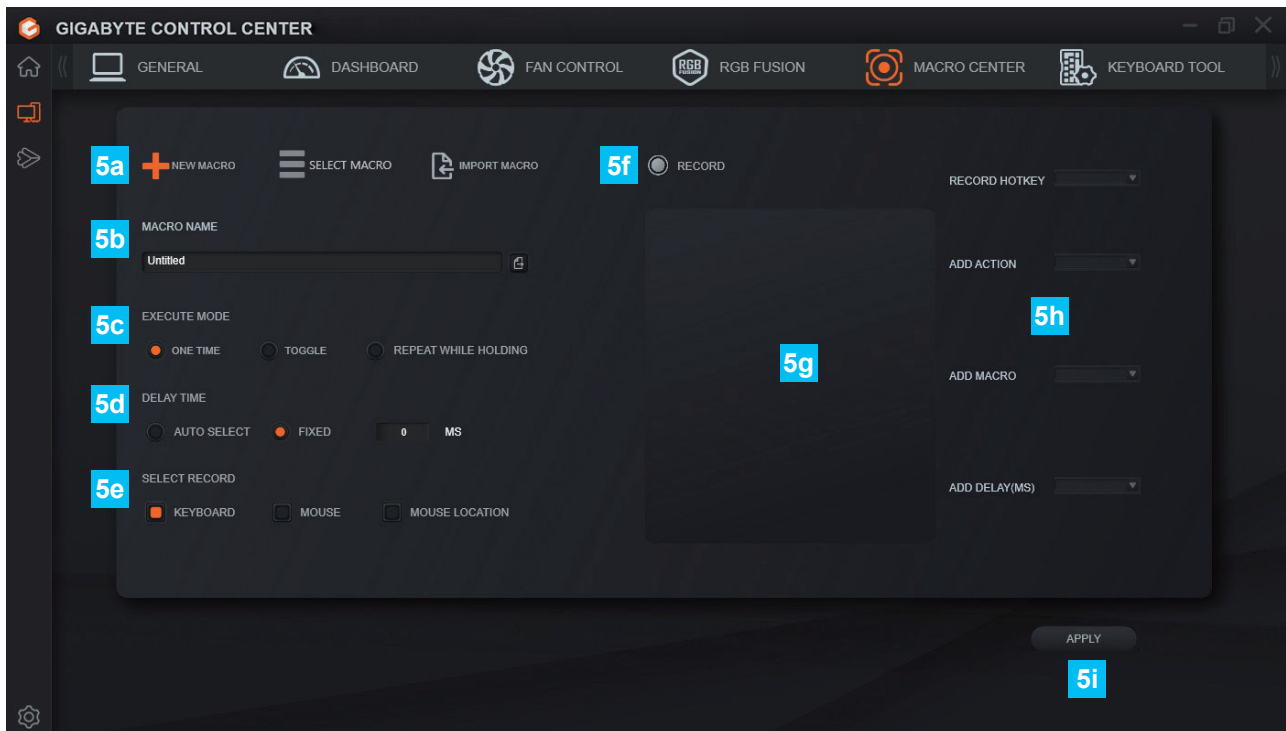 GIGABYTE CONTROL CENTER
GENERAL DASHBOARD FAN CONTROL RGB FUSION RGB FUSION MACRO CENTER KEYBOARD TOOL
5a NEW MACRO SELECT MACRO IMPORT MACRO
5b MACRO NAME
Untitled
5c EXECUTE MODE
ONE TIME TOGGLE REPEAT WHILE HOLDING
5d DELAY TIME
AUTO SELECT FIXED 0 MS
5e SELECT RECORD
KEYBOARD MOUSE MOUSE LOCATION
5f RECORD
5g
RECORD HOTKEY
ADD ACTION
5h
ADD MACRO
ADD DELAY(MS)
APPLY
5i